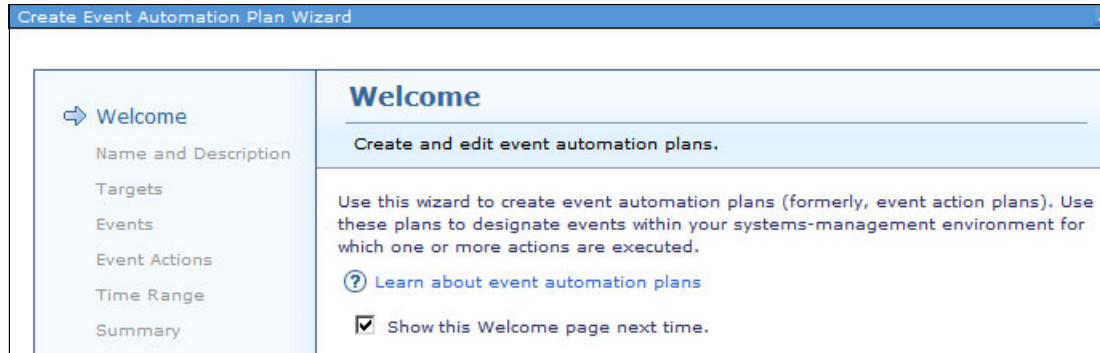 Create Event Automation Plan Wizard
Welcome
Name and Description
Targets
Events
Event Actions
Time Range
Summary
Welcome
Create and edit event automation plans.
Use this wizard to create event automation plans (formerly, event action plans). Use
these plans to designate events within your systems-management environment for
which one or more actions are executed.
? Learn about event automation plans
Show this Welcome page next time.